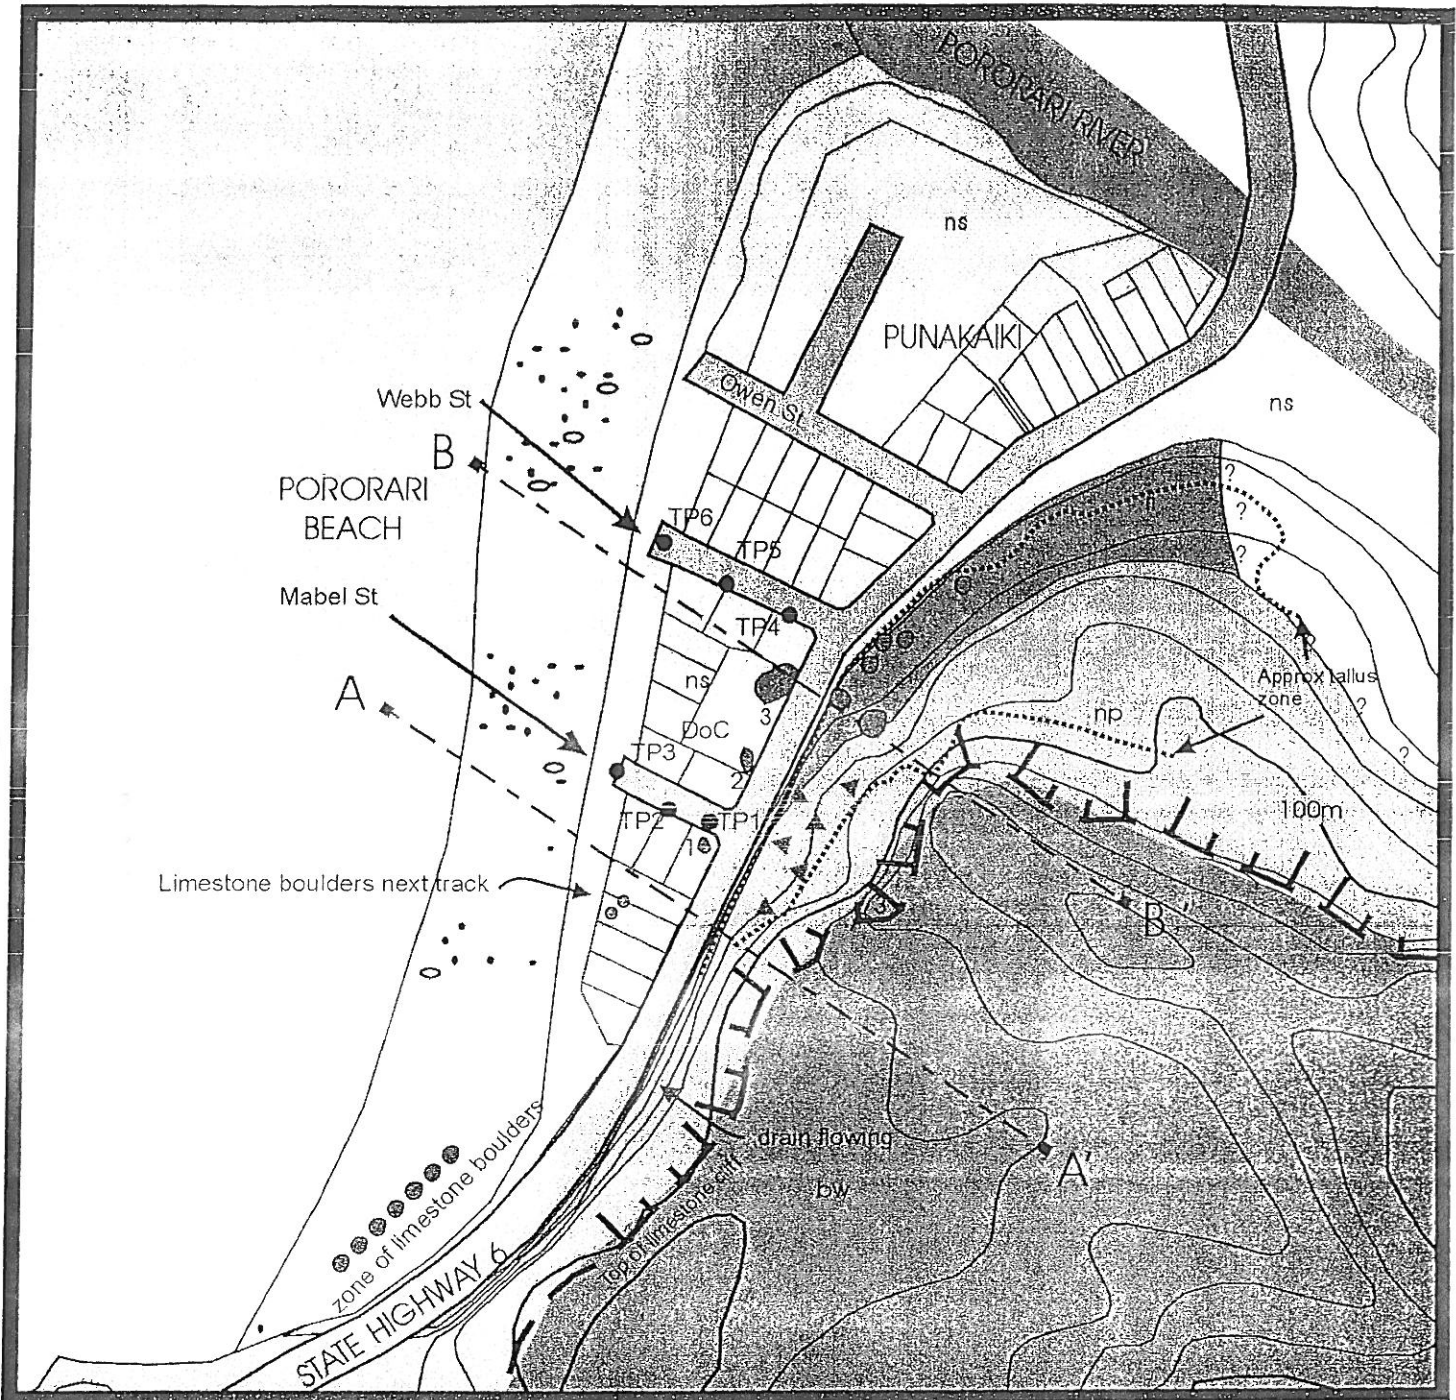 PORORARI RIVER
ns
PUNAKAIKI
Owen St
ns
Webb St
B
PORORARI
BEACH
TP6
TP5
TP4
Mabel St
A
ns
3
DoC
TP3
2
TP2
TP1
1
Limestone boulders next track
?
?
?
?
?
Approx tallus
zone
np
100m
B'
A'
drain flowing
bw
Top of limestone cliff
zone of limestone boulders
STATE HIGHWAY 6